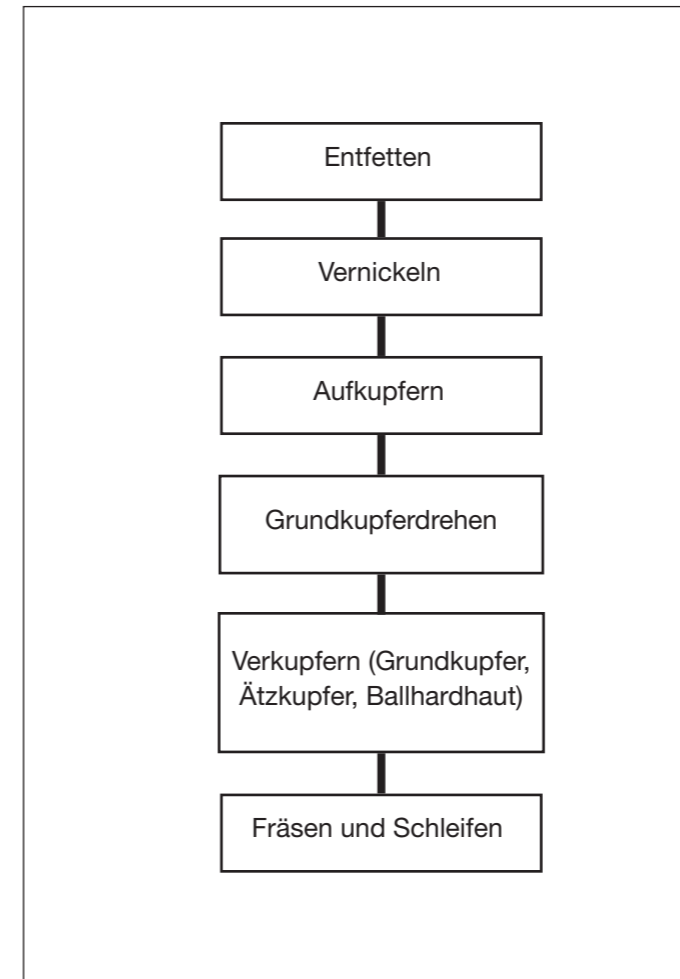 Entfetten
Vernickeln
Aufkupfern
Grundkupferdrehen
Verkupfern (Grundkupfer,
Ätzkupfer, Ballhardhaut)
Fräsen und Schleifen